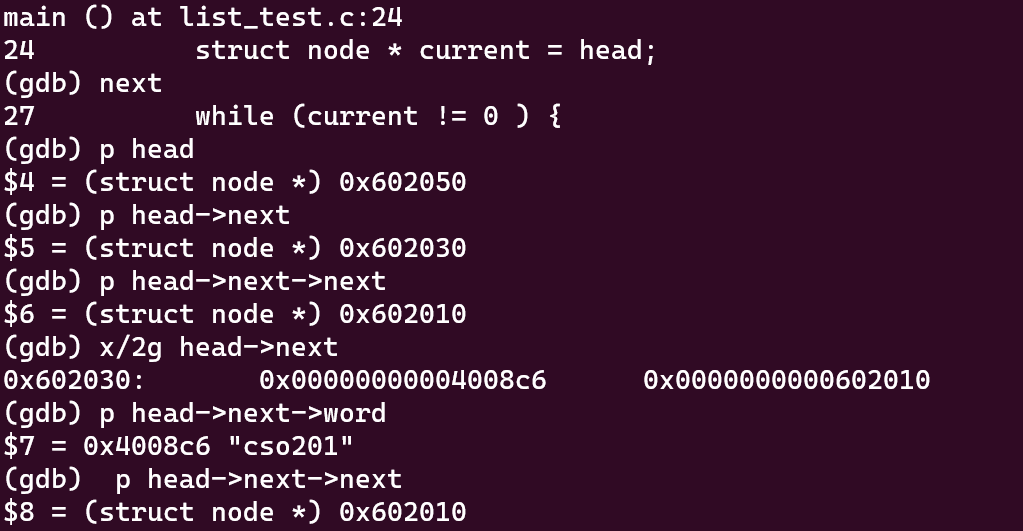 main () at list_test.c:24
24          struct node * current = head;
(gdb) next
27          while (current != 0 ) {
(gdb) p head
$4 = (struct node *) 0x602050
(gdb) p head->next
$5 = (struct node *) 0x602030
(gdb) p head->next->next
$6 = (struct node *) 0x602010
(gdb) x/2g head->next
0x602030:       0x00000000004008c6      0x0000000000602010
(gdb) p head->next->word
$7 = 0x4008c6 "cso201"
(gdb)  p head->next->next
$8 = (struct node *) 0x602010